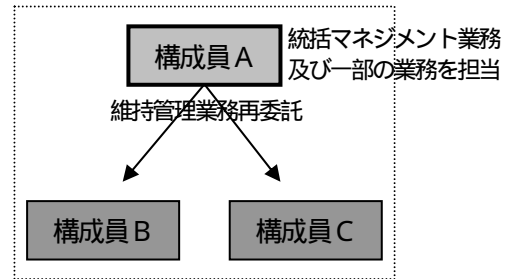 構成員A
統括マネジメント業務
及び一部の業務を担当
維持管理業務再委託
構成員B
構成員C